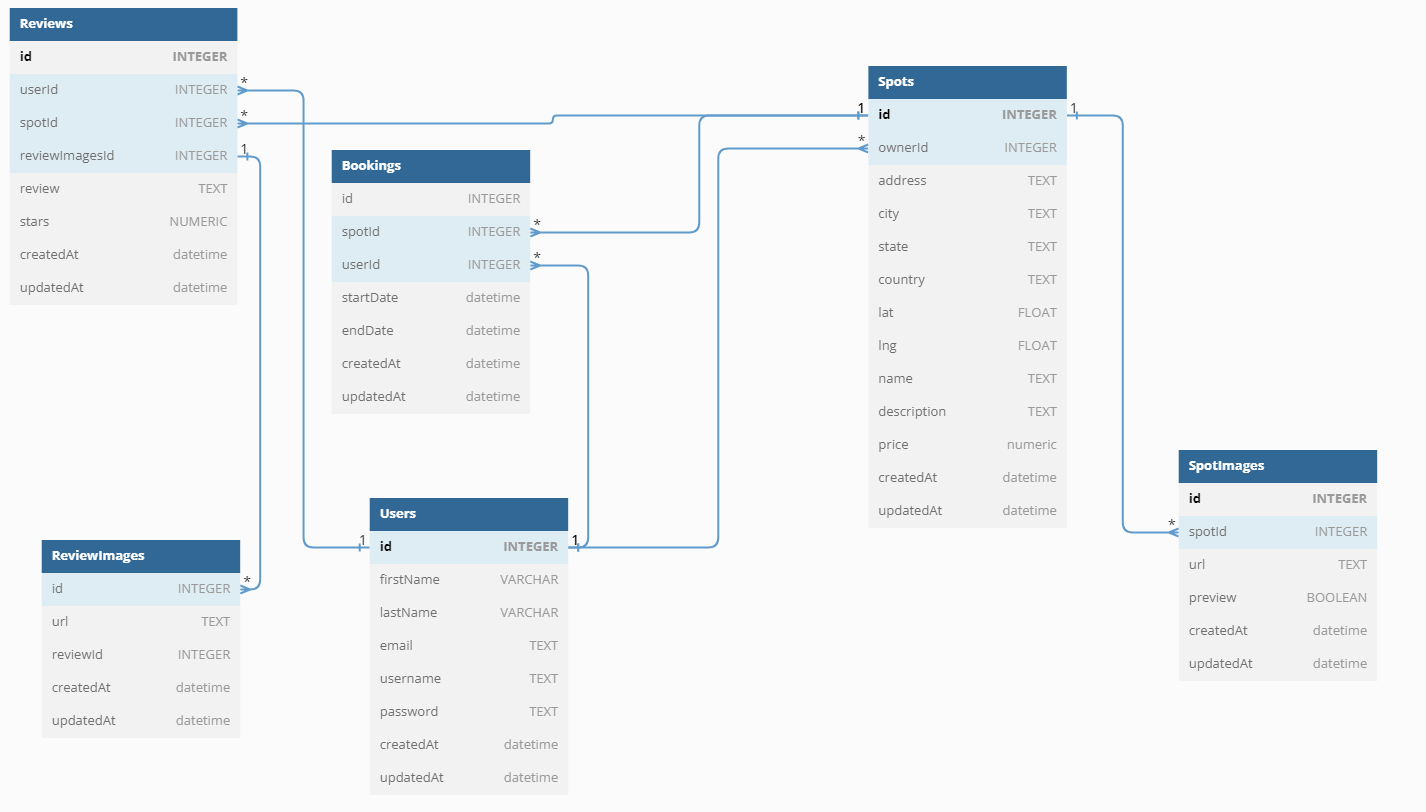 Reviews
id INTEGER
userId INTEGER *
spotId INTEGER *
reviewImagesId INTEGER 1
review TEXT
stars NUMERIC
createdAt datetime
updatedAt datetime
Bookings
id INTEGER
spotId INTEGER *
userId INTEGER *
startDate datetime
endDate datetime
createdAt datetime
updatedAt datetime
Spots
1 id INTEGER 1
* ownerId INTEGER
address TEXT
city TEXT
state TEXT
country TEXT
lat FLOAT
lng FLOAT
name TEXT
description TEXT
price numeric
createdAt datetime
updatedAt datetime
SpotImages
id INTEGER
* spotId INTEGER
url TEXT
preview BOOLEAN
createdAt datetime
updatedAt datetime
Users
1 id INTEGER 1
firstName VARCHAR
lastName VARCHAR
email TEXT
username TEXT
password TEXT
createdAt datetime
updatedAt datetime
ReviewImages
id INTEGER *
url TEXT
reviewId INTEGER
createdAt datetime
updatedAt datetime